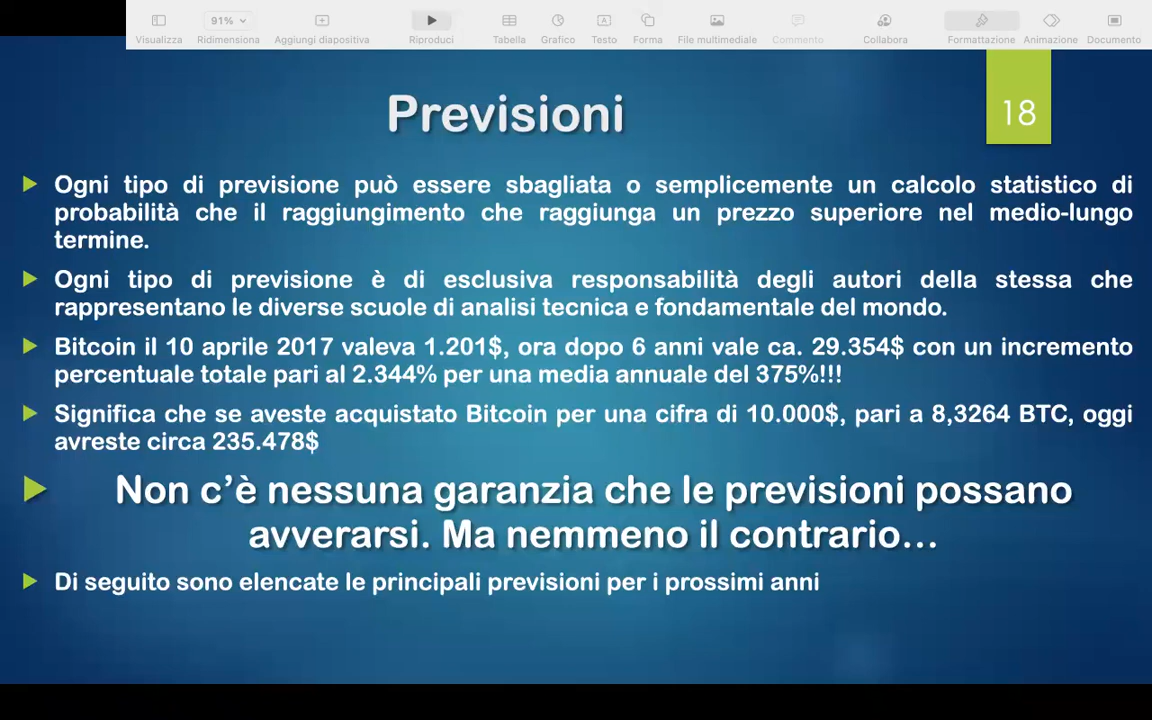 91%
Visualizza Ridimensiona Aggiungi diapositiva Riproduci Tabella Grafico Testo Forma File multimediale Commento Collabora Formattazione Animazione Documento
Previsioni
18
Ogni tipo di previsione può essere sbagliata o semplicemente un calcolo statistico di
probabilità che il raggiungimento che raggiunga un prezzo superiore nel medio-lungo
termine.
Ogni tipo di previsione è di esclusiva responsabilità degli autori della stessa che
rappresentano le diverse scuole di analisi tecnica e fondamentale del mondo.
Bitcoin il 10 aprile 2017 valeva 1.201$, ora dopo 6 anni vale ca. 29.354$ con un incremento
percentuale totale pari al 2.344% per una media annuale del 375%!!!
Significa che se aveste acquistato Bitcoin per una cifra di 10.000$, pari a 8,3264 BTC, oggi
avreste circa 235.478$
Non c'è nessuna garanzia che le previsioni possano
avverarsi. Ma nemmeno il contrario...
Di seguito sono elencate le principali previsioni per i prossimi anni